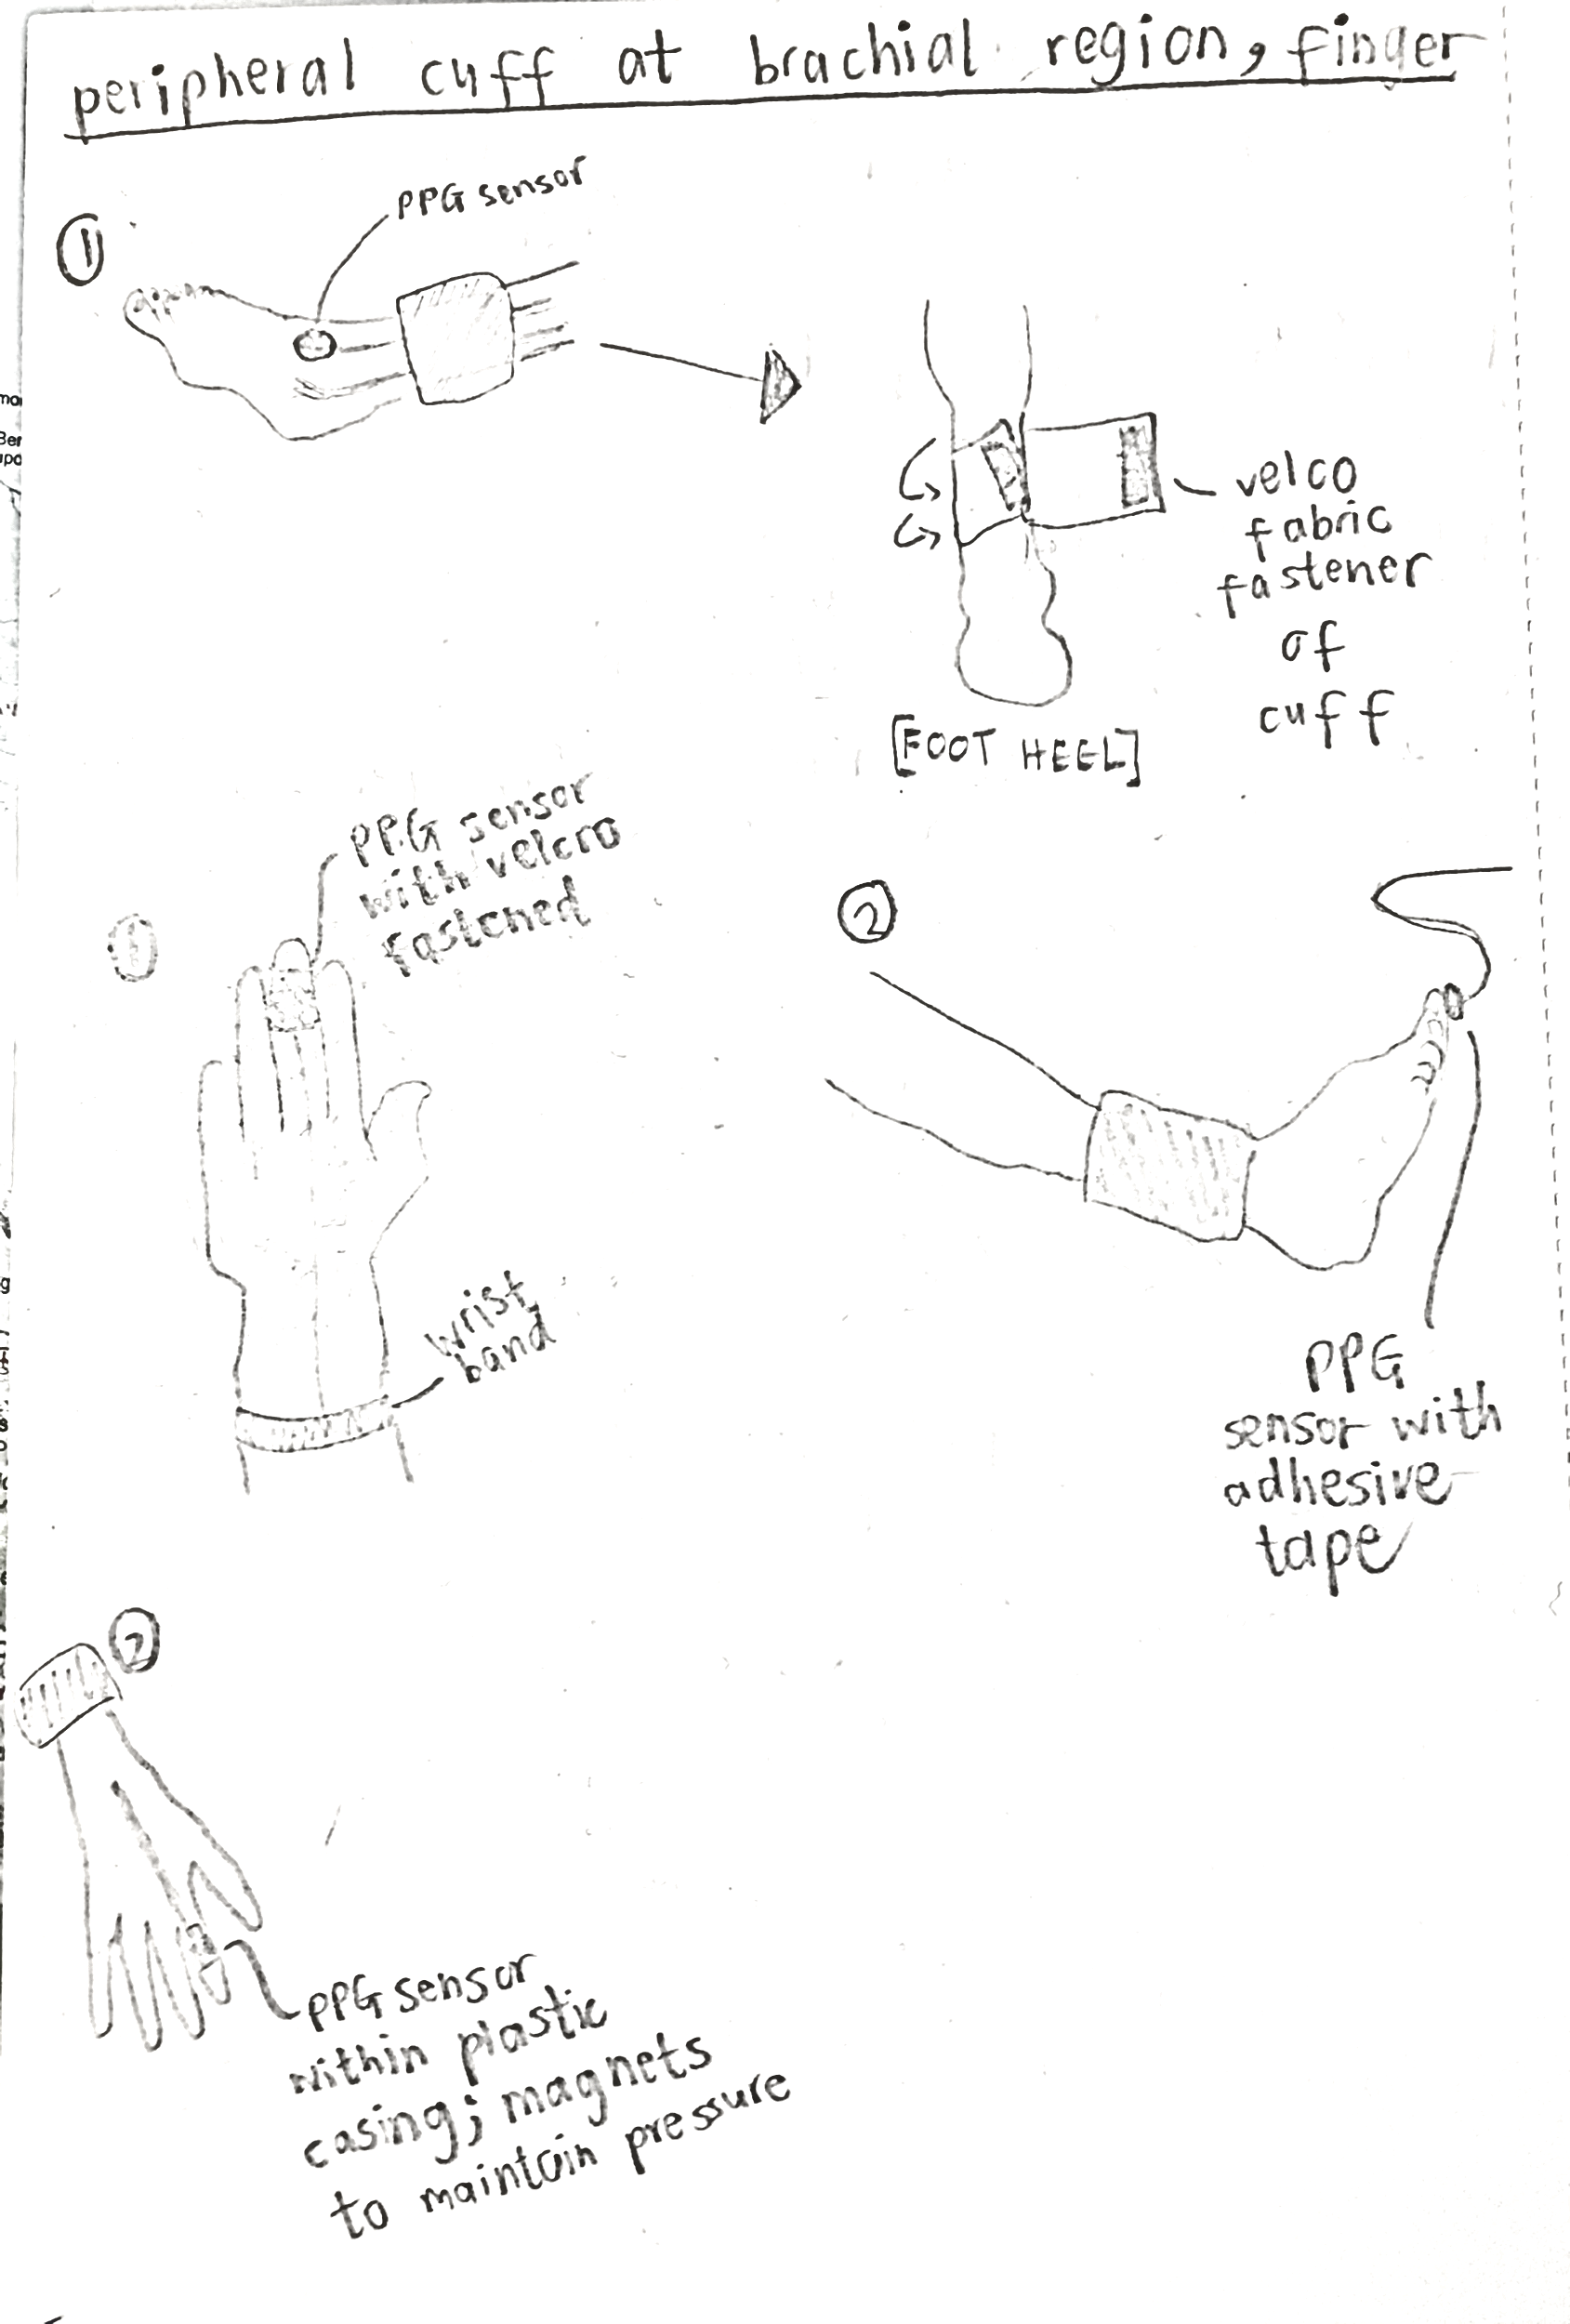 peripheral cuff at brachial region, finger
①
PPG sensor
velco
fabric
fastener
of
cuff
[FOOT HEEL]
PPG sensor
with velcro
fastened
①
②
wrist
band
PPG
sensor with
adhesive
tape
②
PPG sensor
within plastic
casing; magnets
to maintain pressure